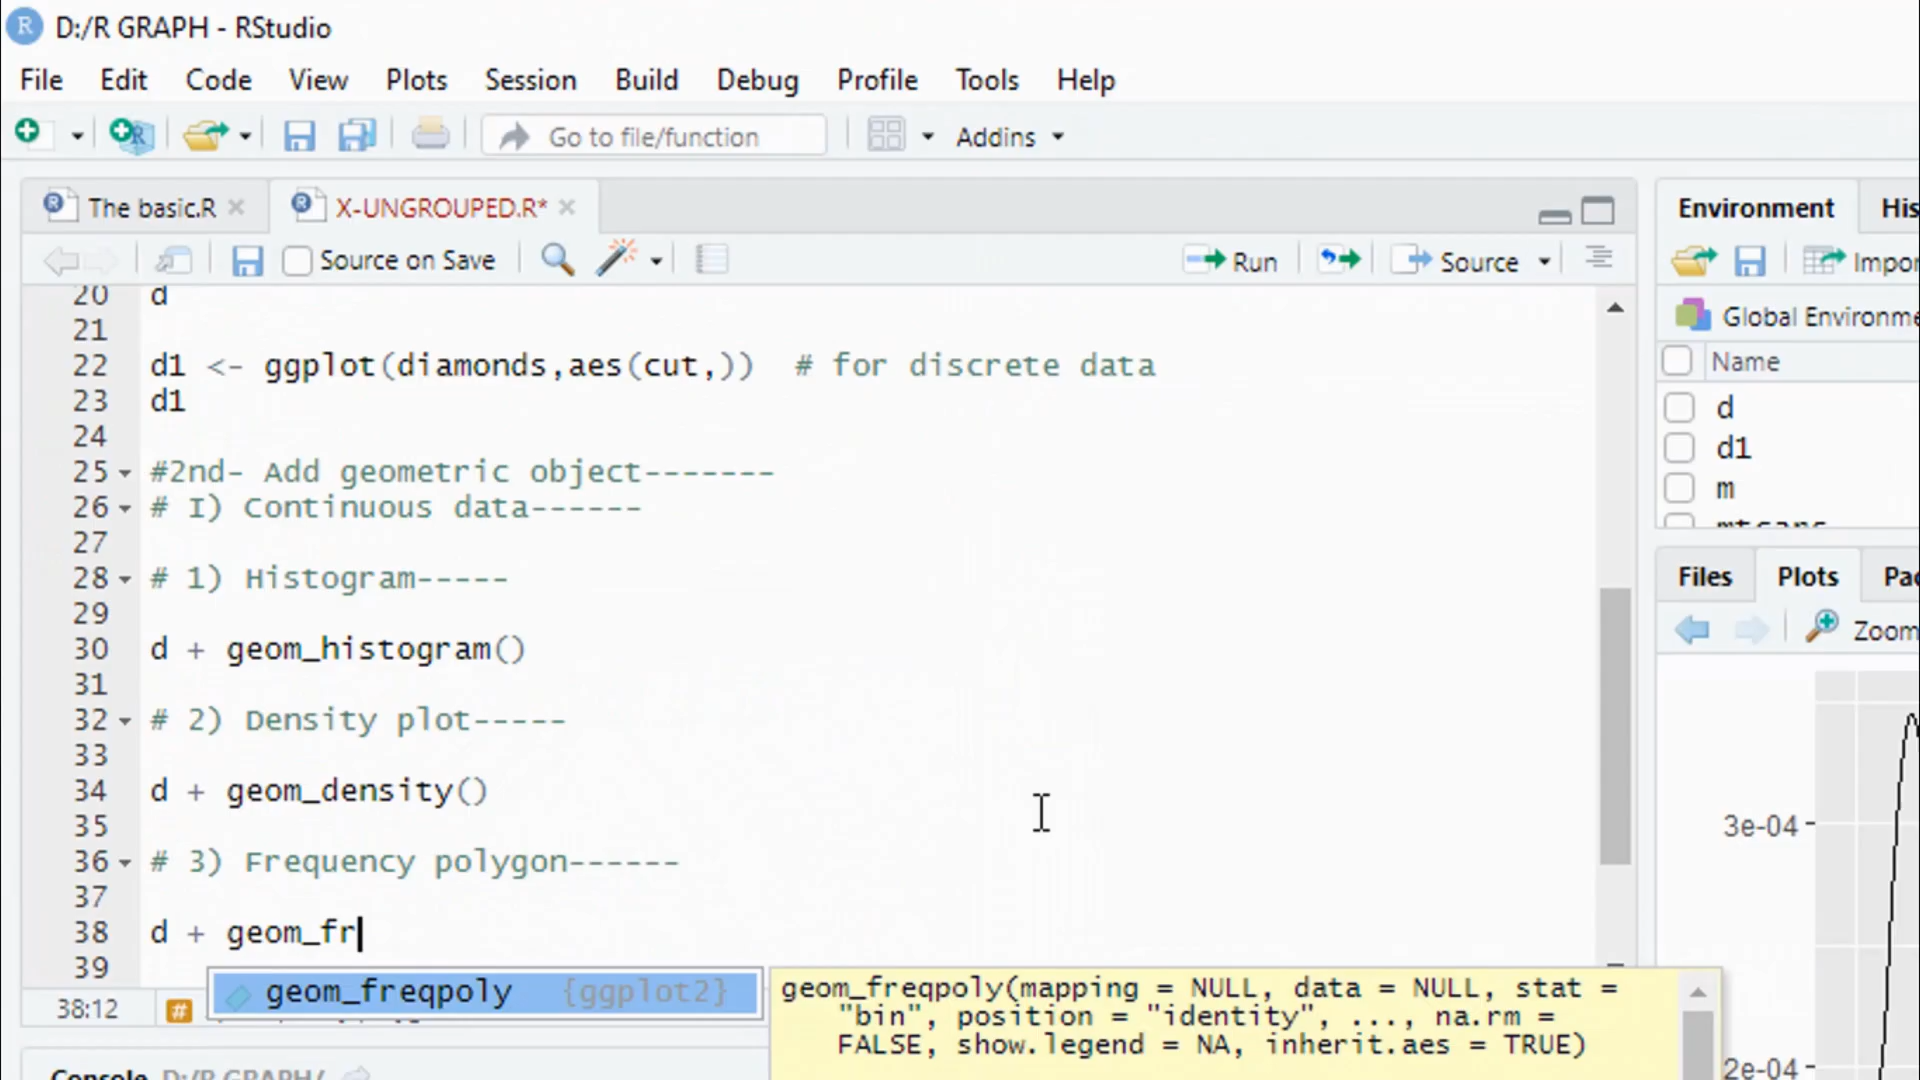 R D:/R GRAPH - RStudio
File Edit Code View Plots Session Build Debug Profile Tools Help
Go to file/function Addins
The basic.R X-UNGROUPED.R*
Source on Save Run Source
20 d
21
22 d1 <- ggplot(diamonds,aes(cut,)) # for discrete data
23 d1
24
25 #2nd- Add geometric object-------
26 # I) Continuous data------
27
28 # 1) Histogram-----
29
30 d + geom_histogram()
31
32 # 2) Density plot-----
33
34 d + geom_density()
35
36 # 3) Frequency polygon------
37
38 d + geom_fr
39
geom_freqpoly {ggplot2}
38:12 #
geom_freqpoly(mapping = NULL, data = NULL, stat =
"bin", position = "identity", ..., na.rm =
FALSE, show.legend = NA, inherit.aes = TRUE)
Console D:/R GRAPH/
Environment His
Impor
Global Environme
Name
d
d1
m
Files Plots Pac
Zoom
3e-04
2e-04